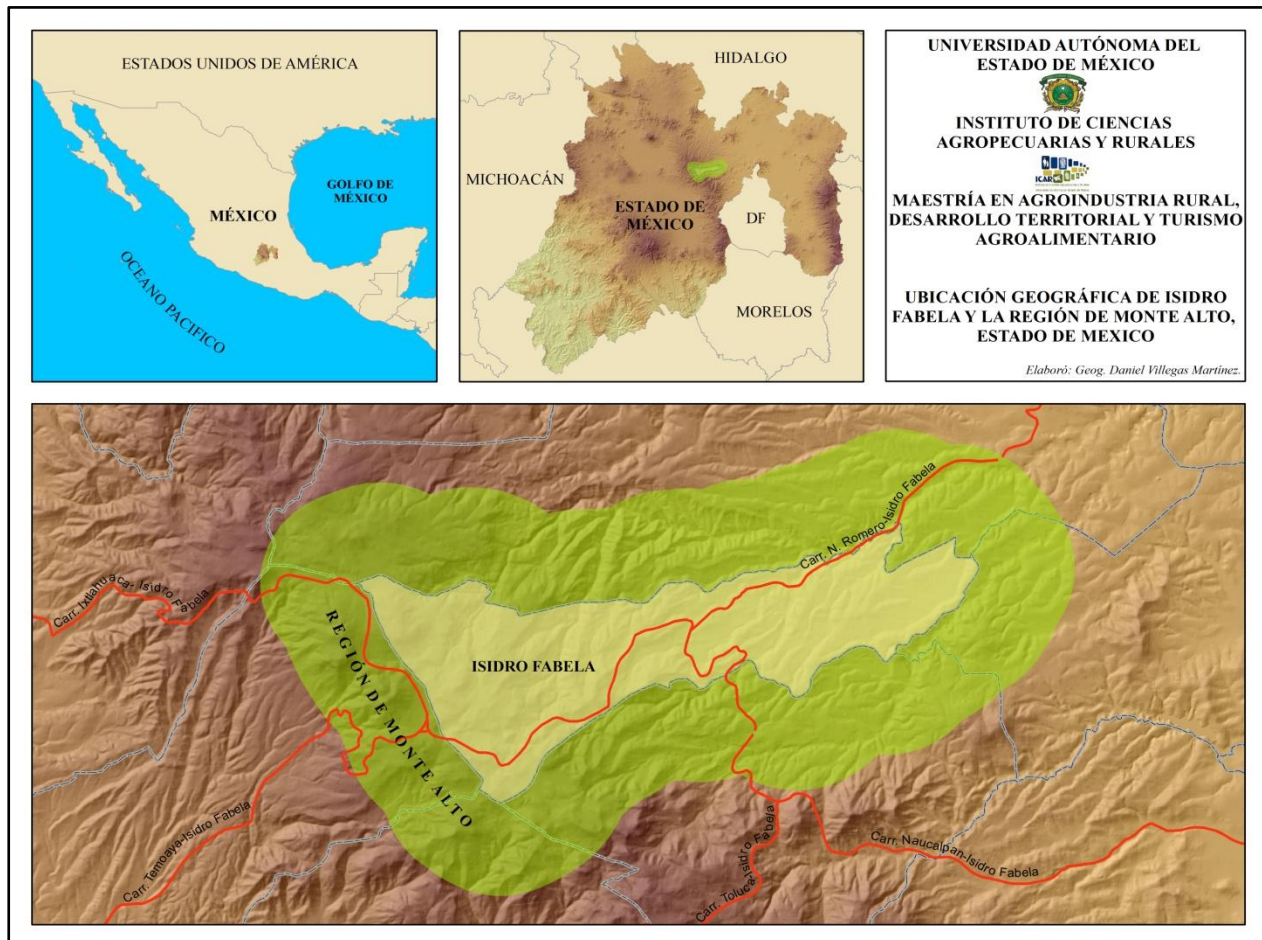 ESTADOS UNIDOS DE AMÉRICA
GOLFO DE
MÉXICO
MÉXICO
OCEANO PACIFICO
HIDALGO
MICHOACÁN
ESTADO DE
MÉXICO
DF
MORELOS
UNIVERSIDAD AUTÓNOMA DEL
ESTADO DE MÉXICO
INSTITUTO DE CIENCIAS
AGROPECUARIAS Y RURALES
ICAR
MAESTRÍA EN AGROINDUSTRIA RURAL,
DESARROLLO TERRITORIAL Y TURISMO
AGROALIMENTARIO
UBICACIÓN GEOGRÁFICA DE ISIDRO
FABELA Y LA REGIÓN DE MONTE ALTO,
ESTADO DE MEXICO
Elaboró: Geog. Daniel Villegas Martínez.
Carr. N. Romero-Isidro Fabela
Carr. Ixtlahuaca- Isidro Fabela
REGIÓN DE MONTE ALTO
ISIDRO FABELA
Carr. Temoaya-Isidro Fabela
Carr. Toluca-Isidro Fabela
Carr. Naucalpan-Isidro Fabela